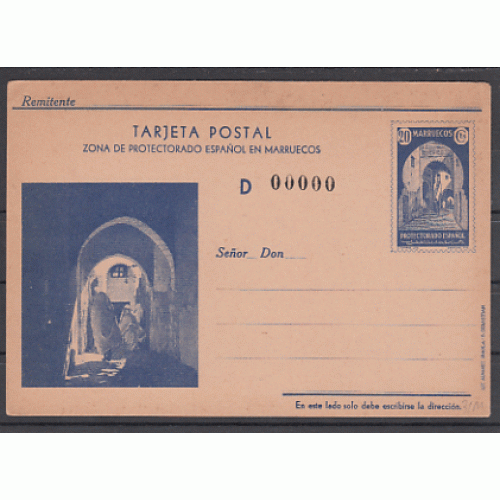 Remitente
TARJETA POSTAL
ZONA DE PROTECTORADO ESPAÑOL EN MARRUECOS
D 00000
20 MARRUECOS Cts
PROTECTORADO ESPAÑOL
Señor Don
En este lado solo debe escribirse la dirección.